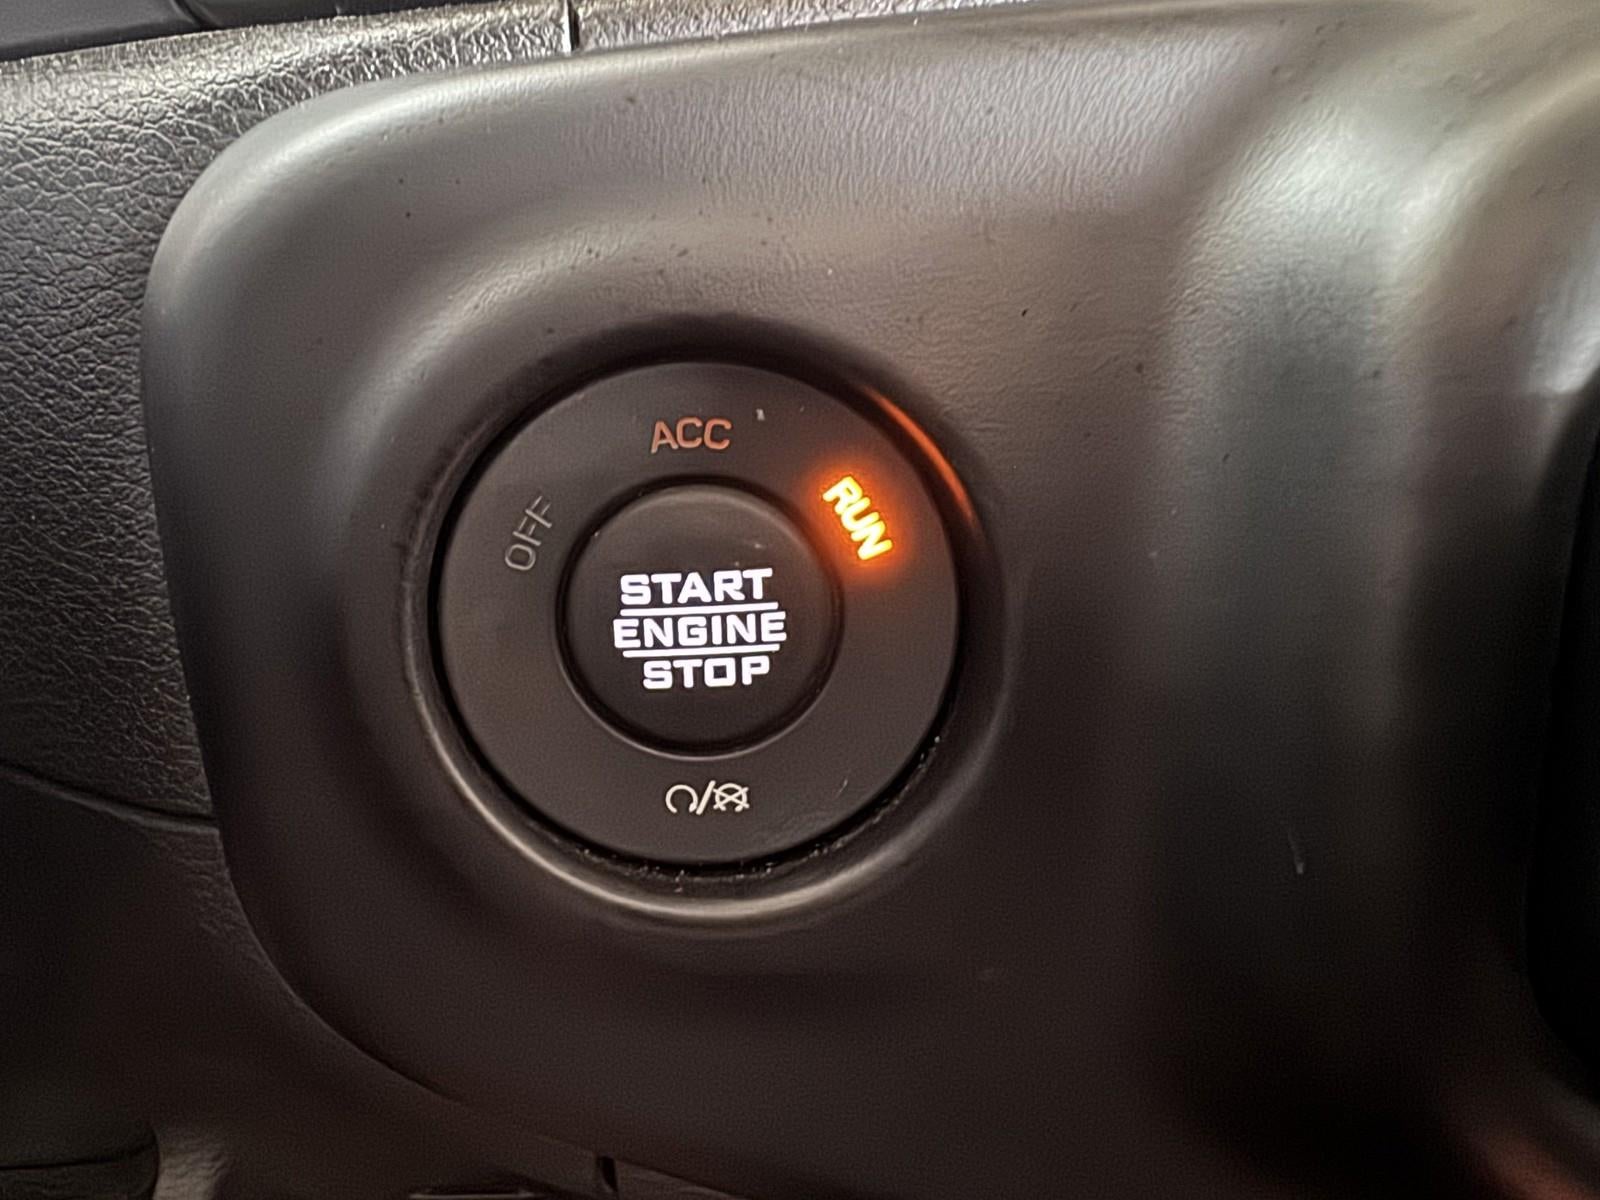 ACC
OFF
RUN
START
ENGINE
STOP